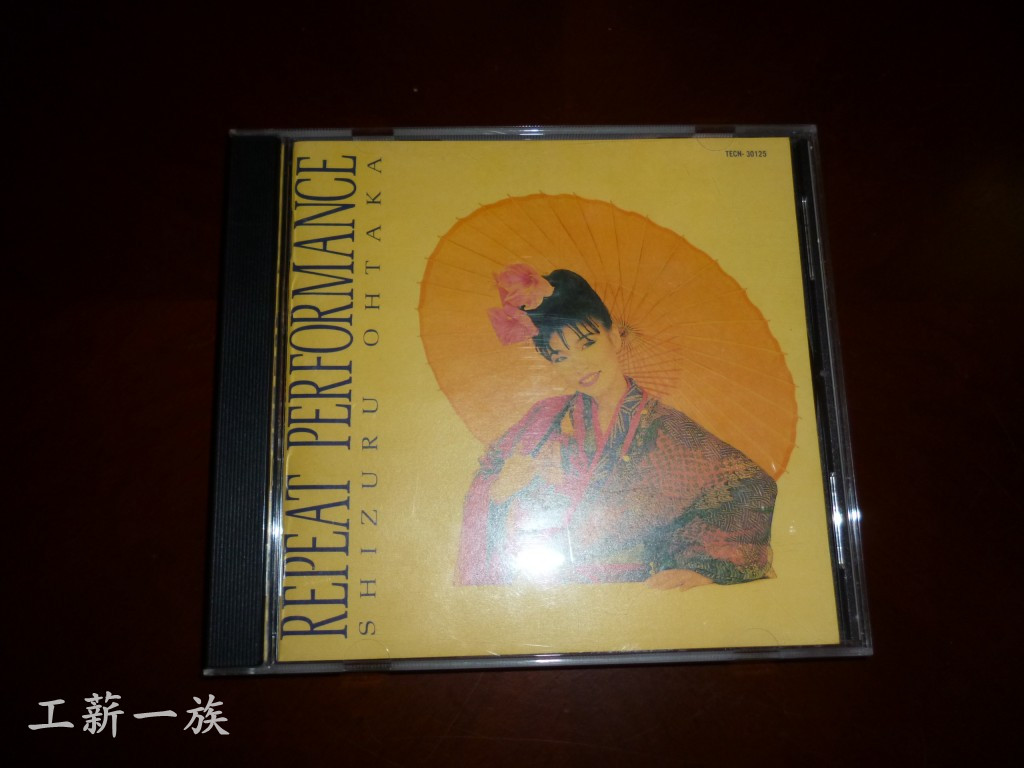 REPEAT PERFORMANCE
SHIZURU OHTAKA
TECN-30129
工薪一族